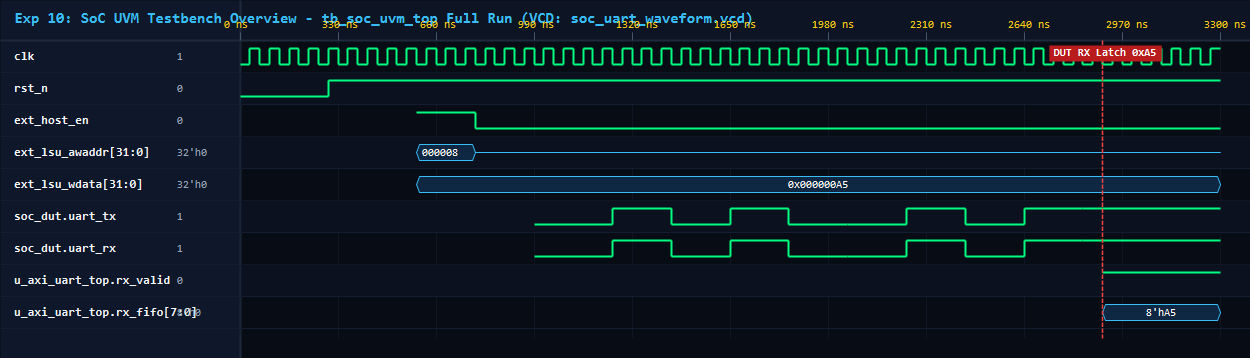 Exp 10: SoC UVM Testbench Overview - tb_soc_uvm_top Full Run (VCD: soc_uart_waveform.vcd)
0 ns 330 ns 660 ns 990 ns 1320 ns 1650 ns 1980 ns 2310 ns 2640 ns 2970 ns 3300 ns
DUT RX Latch 0xA5
clk 1
rst_n 0
ext_host_en 0
ext_lsu_awaddr[31:0] 32'h0 000008
ext_lsu_wdata[31:0] 32'h0 0x000000A5
soc_dut.uart_tx 1
soc_dut.uart_rx 1
u_axi_uart_top.rx_valid 0
u_axi_uart_top.rx_fifo[7:0] 8'hA5